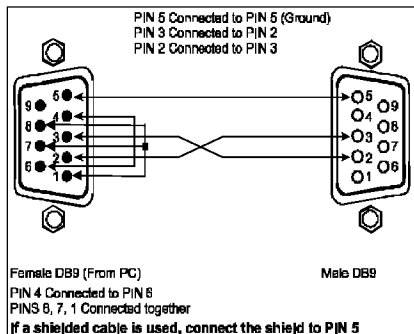 PIN 5 Connected to PIN 5 (Ground)
PIN 3 Connected to PIN 2
PIN 2 Connected to PIN 3
5
9
4
8
3
7
2
6
1
5
9
4
8
3
7
2
6
1
Female DB9 (From PC)
Male DB9
PIN 4 Connected to PIN 6
PINS 8, 7, 1 Connected together
If a shielded cable is used, connect the shield to PIN 5